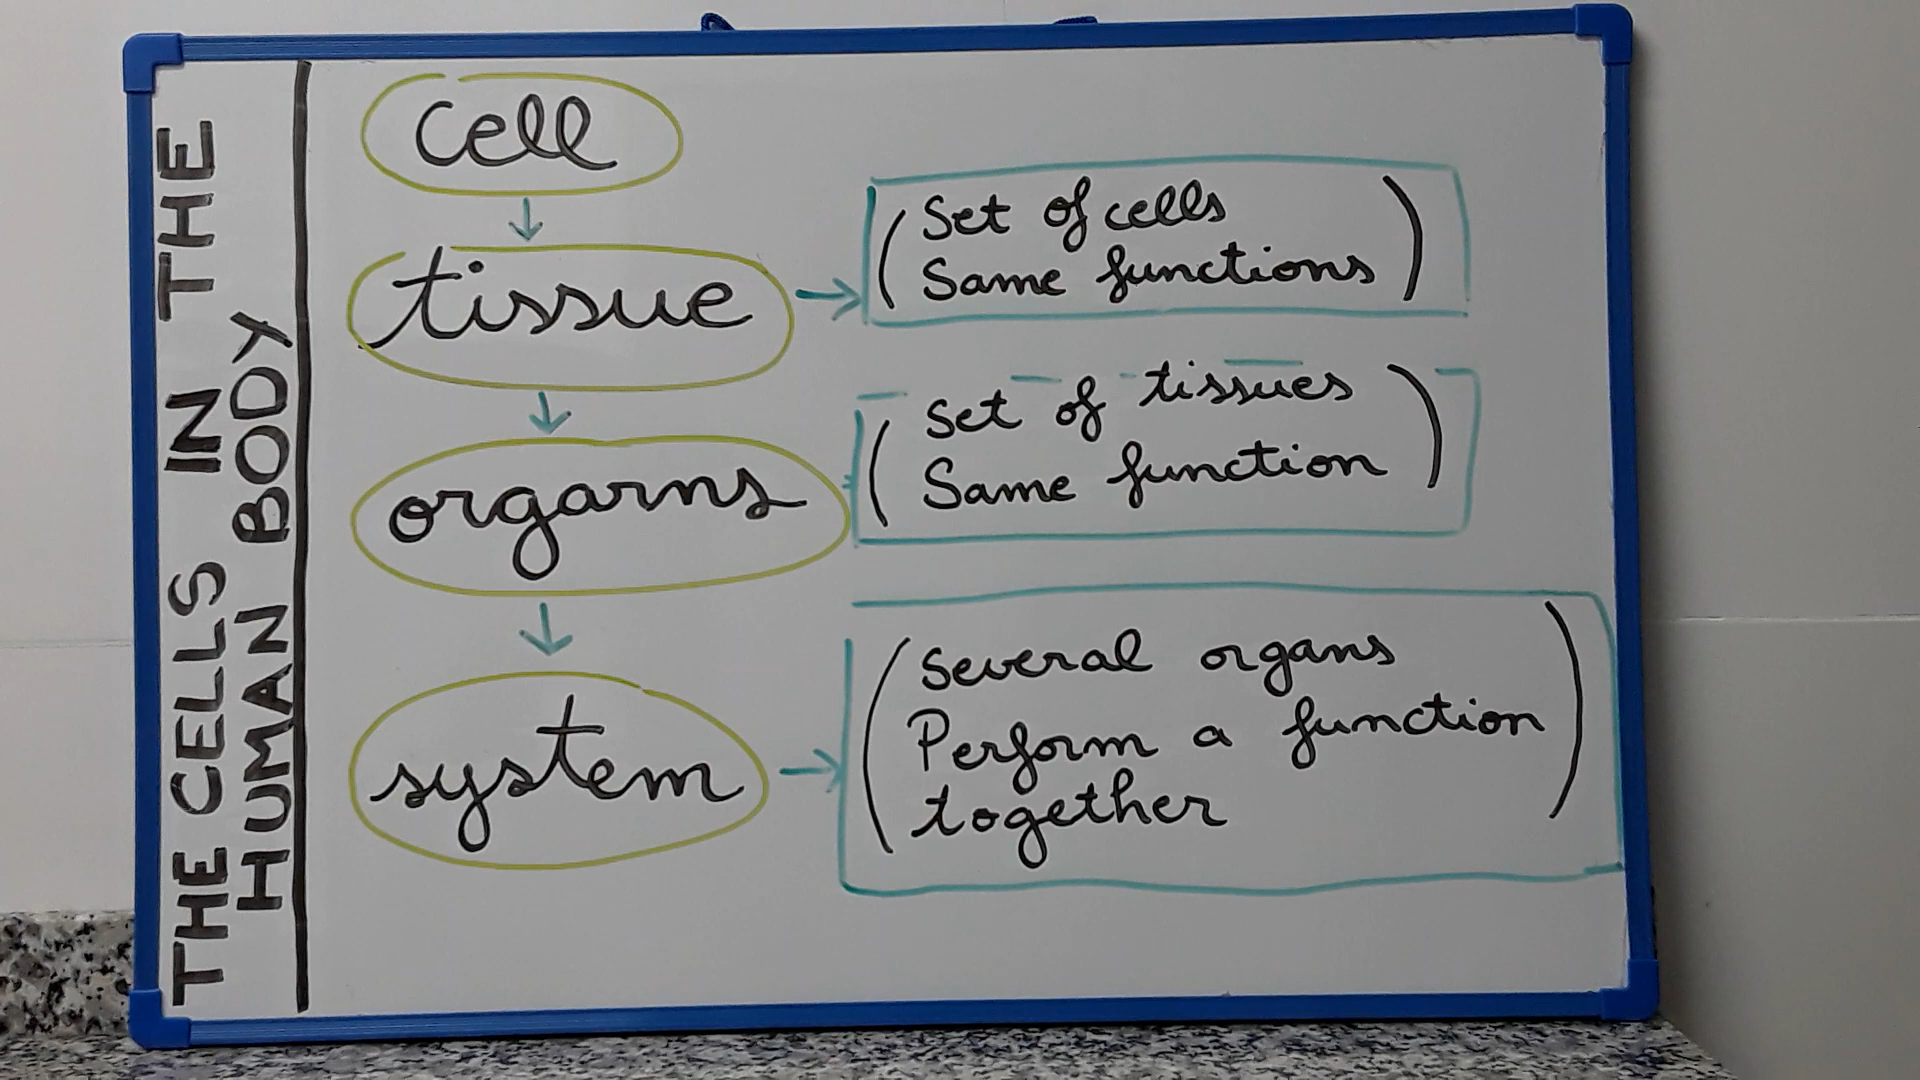 THE CELLS IN THE
HUMAN BODY
cell
tissue
Set of cells
Same functions
orgarns
Set of tissues
Same function
system
Several organs
Perform a function
together